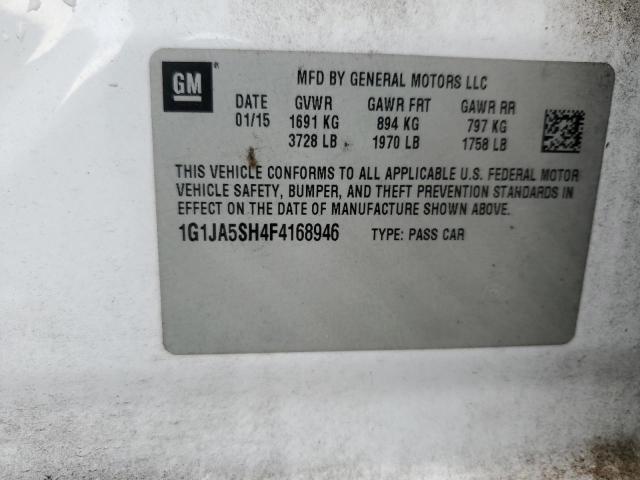 GM
MFD BY GENERAL MOTORS LLC
DATE GVWR GAWR FRT GAWR RR
01/15 1691 KG 894 KG 797 KG
3728 LB 1970 LB 1758 LB
THIS VEHICLE CONFORMS TO ALL APPLICABLE U.S. FEDERAL MOTOR
VEHICLE SAFETY, BUMPER, AND THEFT PREVENTION STANDARDS IN
EFFECT ON THE DATE OF MANUFACTURE SHOWN ABOVE.
1G1JA5SH4F4168946 TYPE: PASS CAR